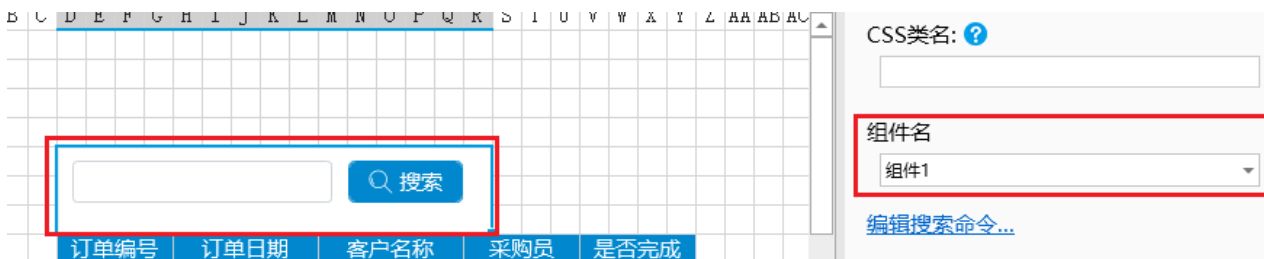 B C D E F G H I J K L M N O P Q R S T U V W X Y Z AA AB AC
CSS类名:
组件名
组件1
搜索
编辑搜索命令...
订单编号 订单日期 客户名称 采购员 是否完成